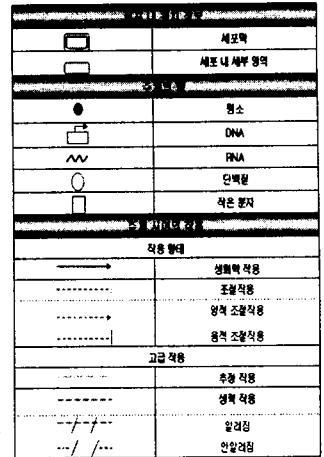 세포막
세포 내 세부 영역
원소
DNA
RNA
단백질
작은 분자
작용 형태
생화학 작용
조절작용
양적 조절작용
음적 조절작용
고급 작용
추정 작용
생략 작용
알려짐
안알려짐